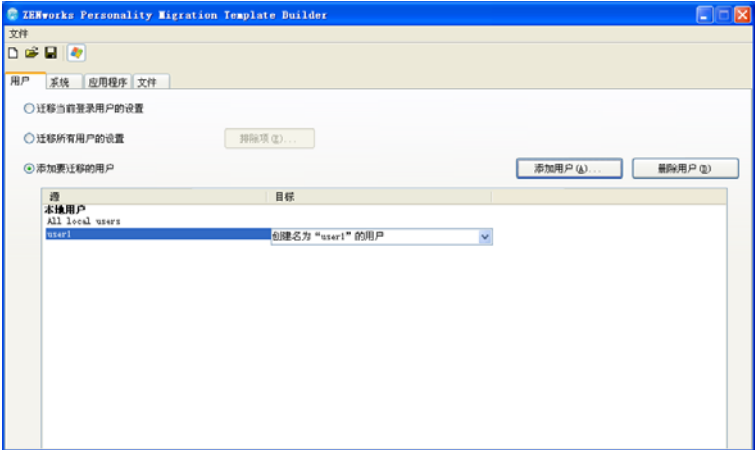 ZENworks Personality Migration Template Builder
文件
用户 系统 应用程序 文件
迁移当前登录用户的设置
迁移所有用户的设置 排除项(E)...
添加要迁移的用户 添加用户(A)... 删除用户(D)
源 目标
本地用户
All local users
user1 创建名为“user1”的用户